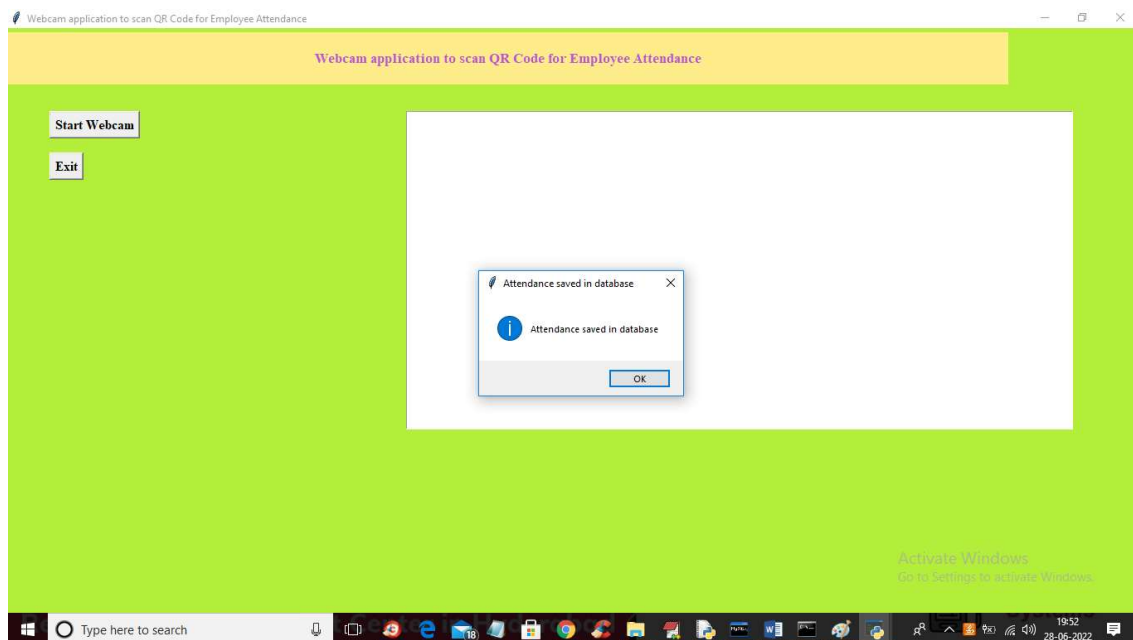 Webcam application to scan QR Code for Employee Attendance
Webcam application to scan QR Code for Employee Attendance
Start Webcam
Exit
Attendance saved in database
Attendance saved in database
OK
Activate Windows
Go to Settings to activate Windows.
Type here to search
18
19:52
28-06-2022